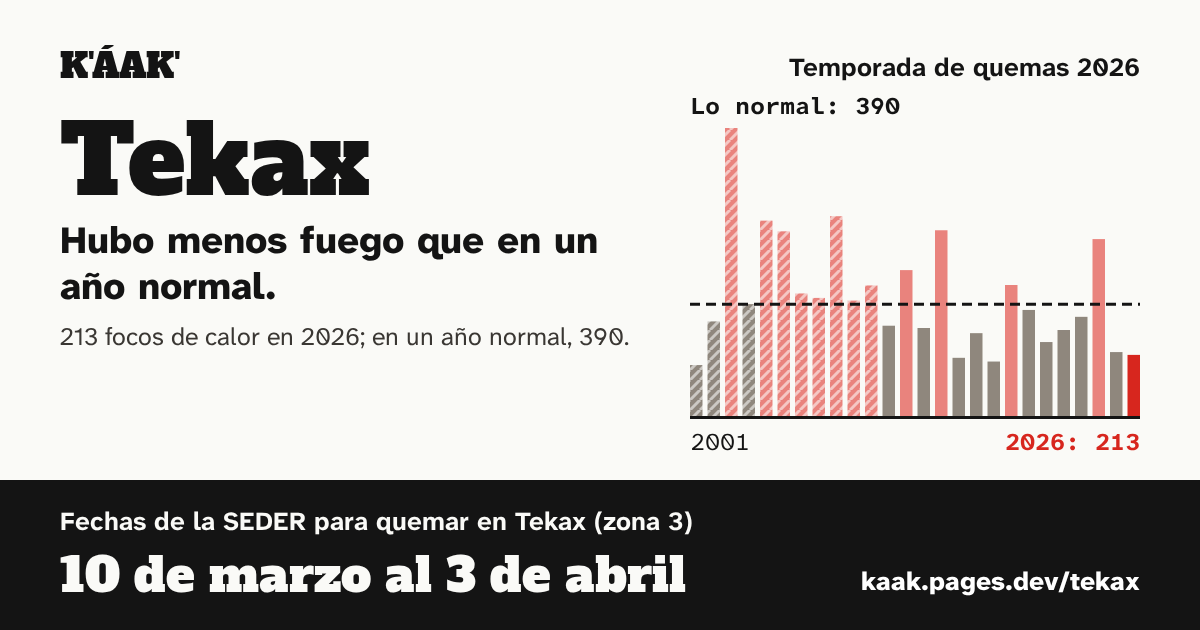 K'ÁAK'
Tekax
Hubo menos fuego que en un
año normal.
213 focos de calor en 2026; en un año normal, 390.
Temporada de quemas 2026
Lo normal: 390
2001
2026: 213
Fechas de la SEDER para quemar en Tekax (zona 3)
10 de marzo al 3 de abril
kaak.pages.dev/tekax